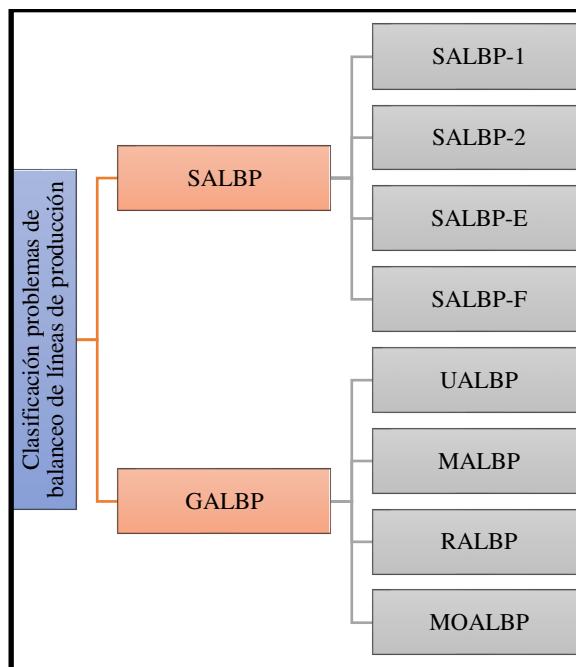 Clasificación problemas de
balanceo de líneas de producción
SALBP
SALBP-1
SALBP-2
SALBP-E
SALBP-F
GALBP
UALBP
MALBP
RALBP
MOALBP